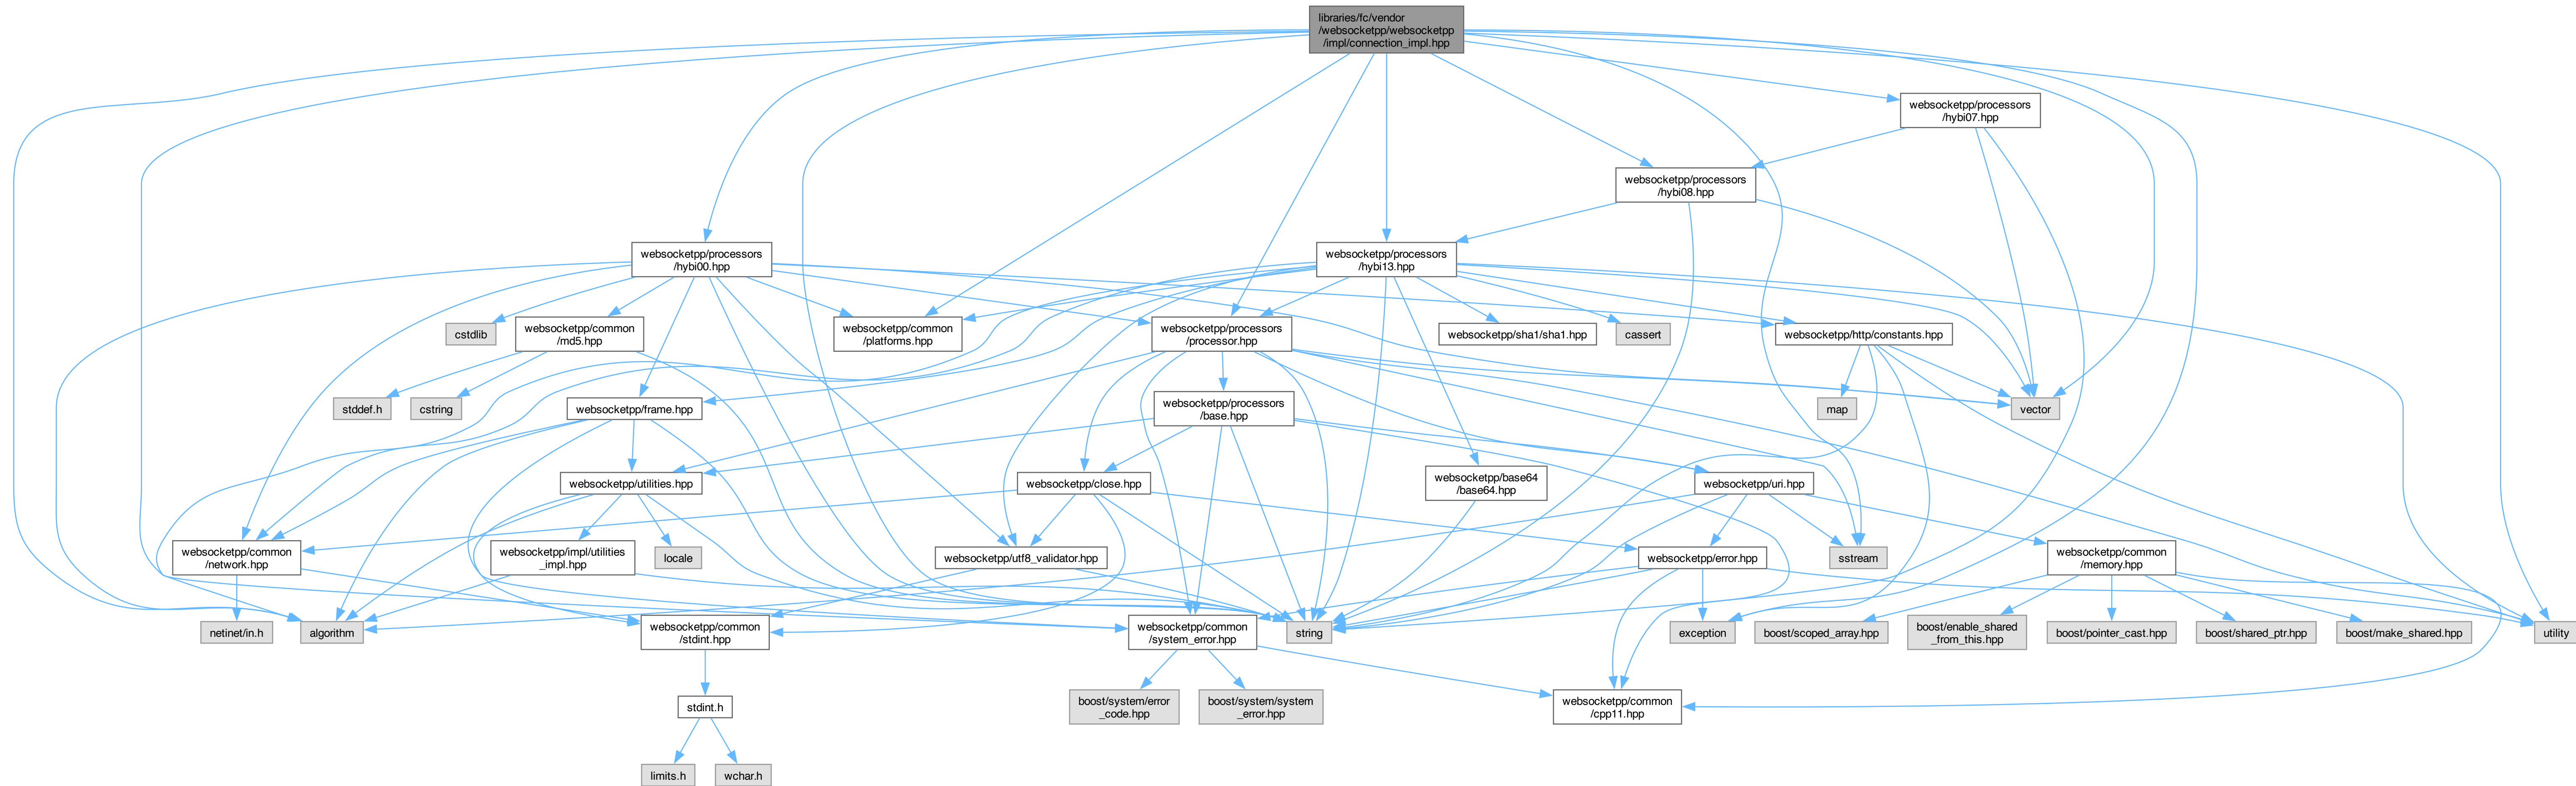 libraries/fc/vendor
/websocketpp/websocketpp
/impl/connection_impl.hpp
websocketpp/processors
/hybi07.hpp
websocketpp/processors
/hybi08.hpp
websocketpp/processors
/hybi00.hpp
websocketpp/processors
/hybi13.hpp
cstdlib
websocketpp/common
/md5.hpp
websocketpp/common
/platforms.hpp
websocketpp/processors
/processor.hpp
websocketpp/sha1/sha1.hpp
cassert
websocketpp/http/constants.hpp
stddef.h
cstring
websocketpp/frame.hpp
websocketpp/processors
/base.hpp
map
vector
websocketpp/utilities.hpp
websocketpp/close.hpp
websocketpp/base64
/base64.hpp
websocketpp/uri.hpp
websocketpp/common
/network.hpp
websocketpp/impl/utilities
_impl.hpp
locale
websocketpp/utf8_validator.hpp
websocketpp/error.hpp
sstream
websocketpp/common
/memory.hpp
netinet/in.h
algorithm
websocketpp/common
/stdint.hpp
websocketpp/common
/system_error.hpp
string
exception
boost/scoped_array.hpp
boost/enable_shared
_from_this.hpp
boost/pointer_cast.hpp
boost/shared_ptr.hpp
boost/make_shared.hpp
utility
stdint.h
boost/system/error
_code.hpp
boost/system/system
_error.hpp
websocketpp/common
/cpp11.hpp
limits.h
wchar.h